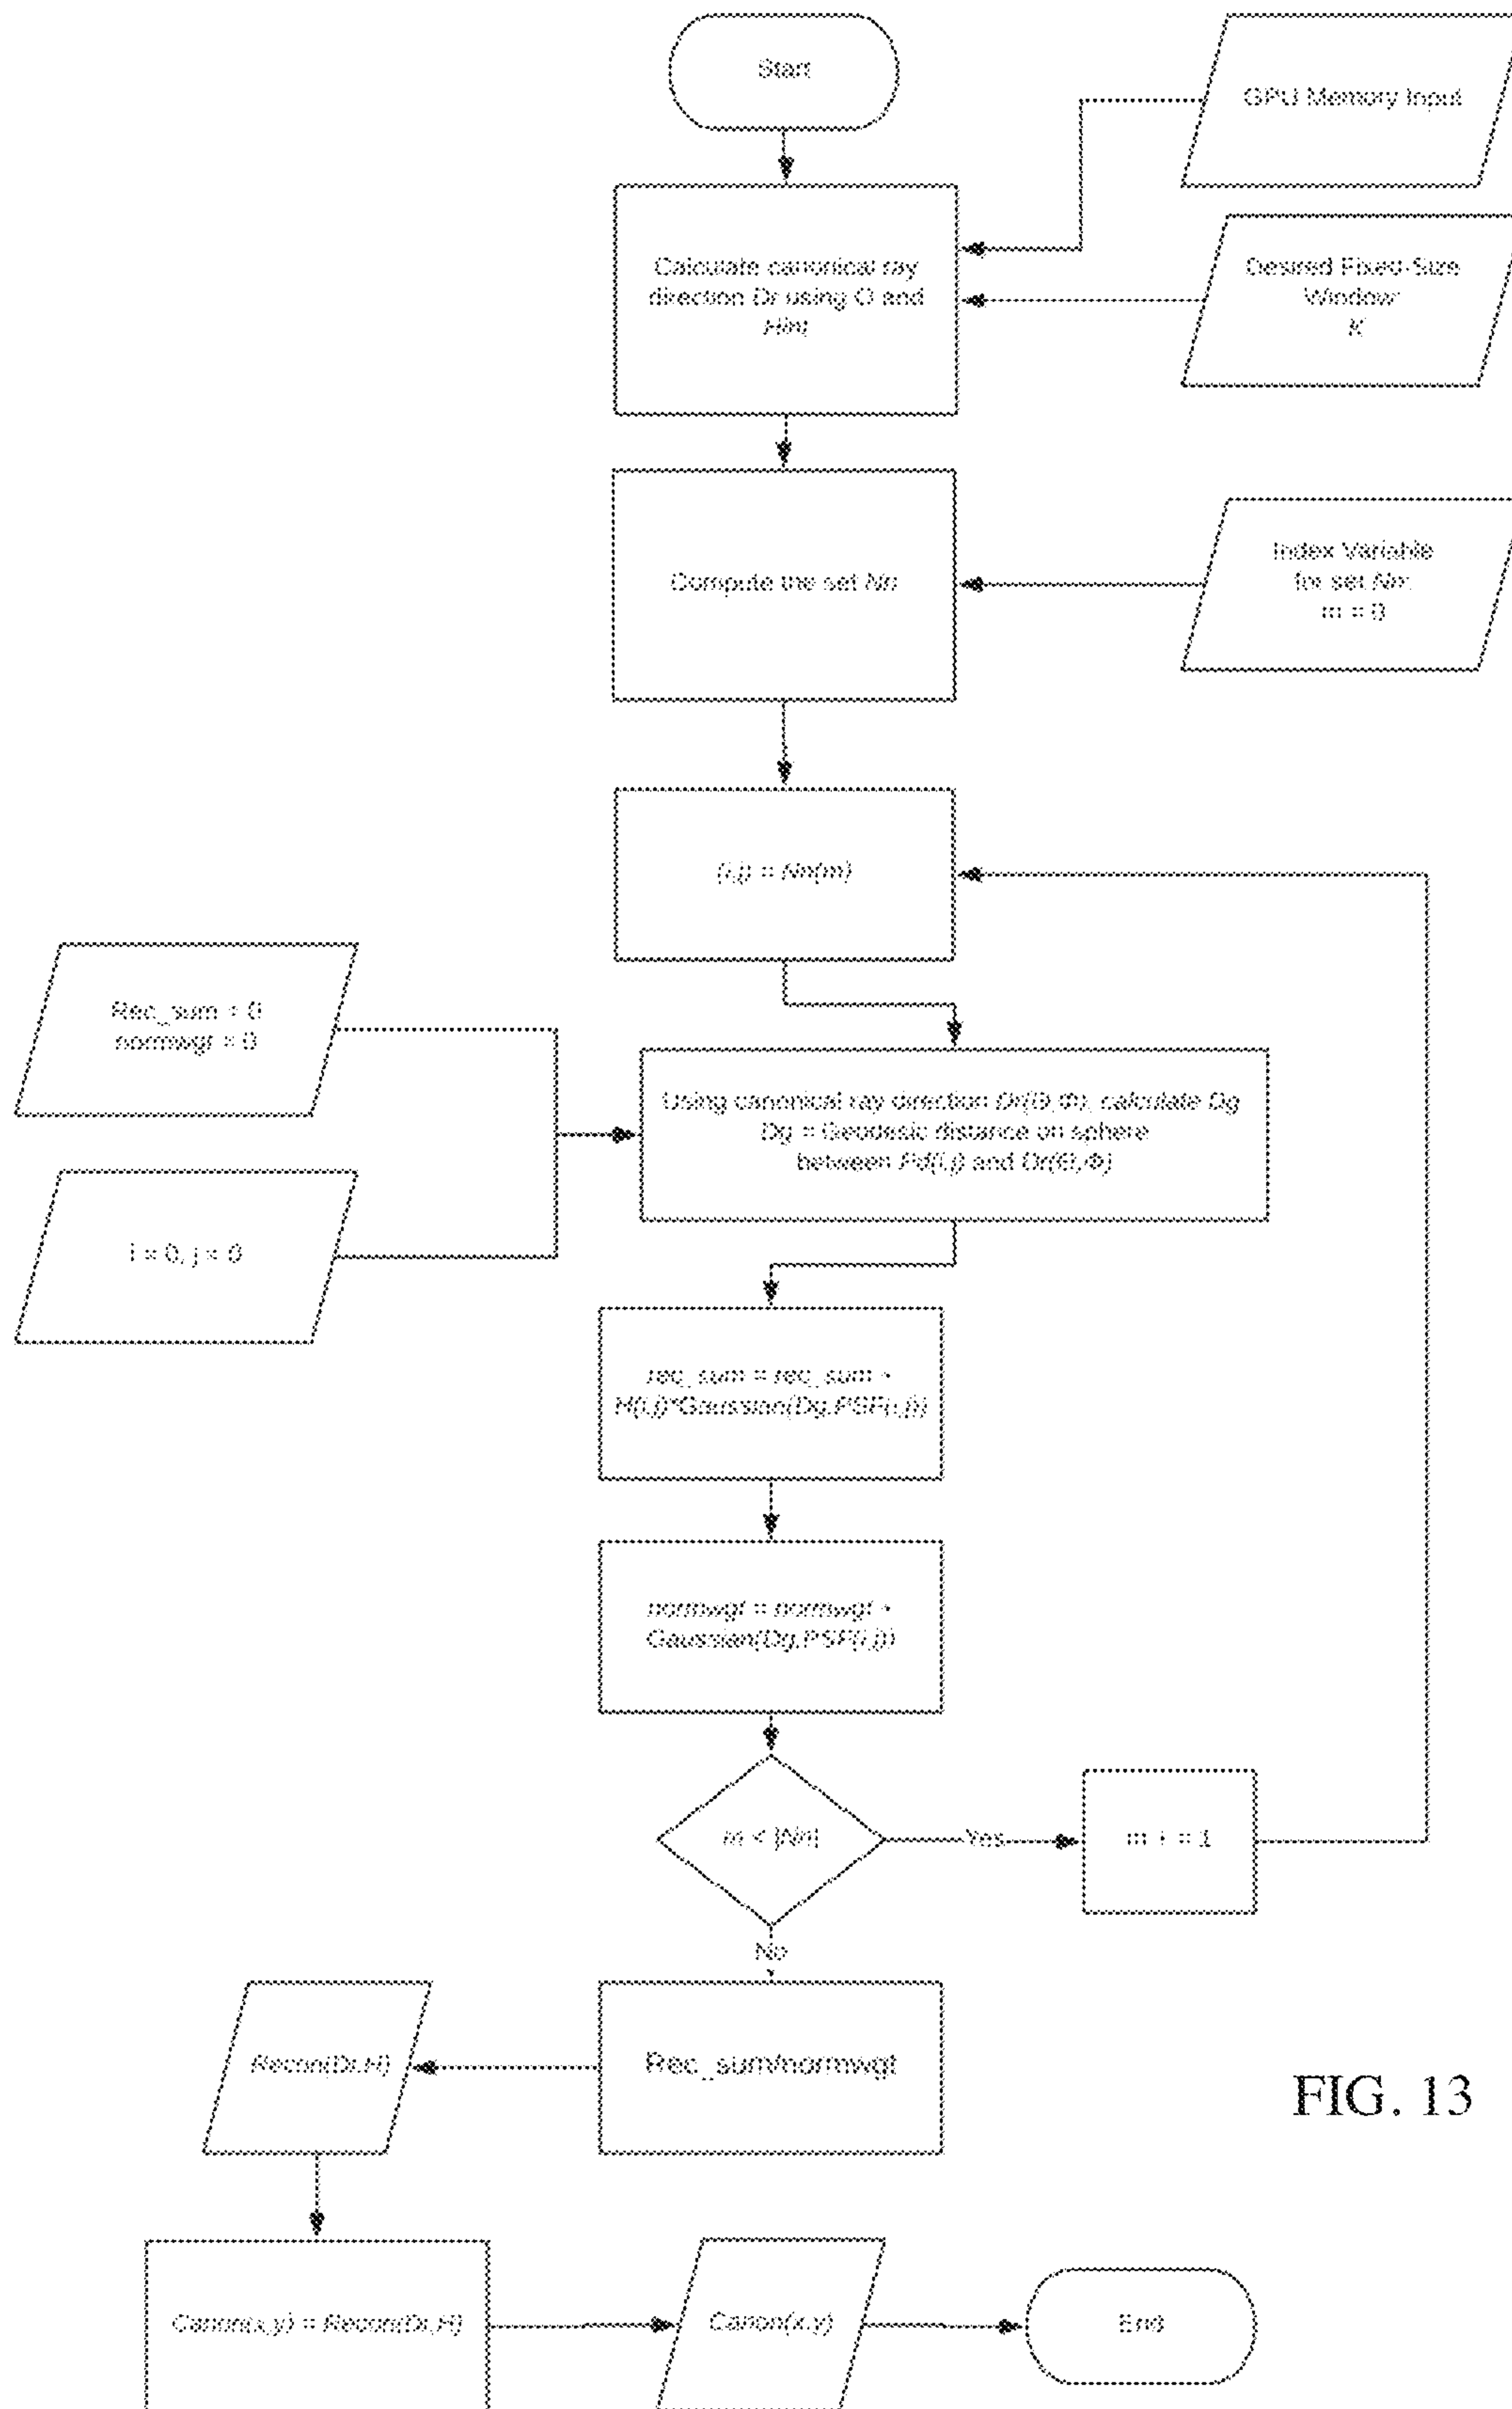 Start
GPU Memory Input
Calculate canonical ray
direction Dr using O and
Hint
Desired Fixed-Size
Window:
K
Compute the set Nn
Index Variable
for set Nn:
m = 0
(i,j) = Nn(m)
Rec_sum = 0
normwgt = 0
Using canonical ray direction Dr(Θ,Φ), calculate Dg
Dg = Geodesic distance on sphere
between Pd(i,j) and Dr(Θ,Φ)
i = 0, j = 0
rec_sum = rec_sum +
H(i,j)*Gaussian(Dg,PSF(i,j))
normwgt = normwgt +
Gaussian(Dg,PSF(i,j))
m < |Nn|
Yes
m + = 1
No
Recon(Dr,H)
Rec_sum/normwgt
FIG. 13
Canon(x,y) = Recon(Dr,H)
Canon(x,y)
End